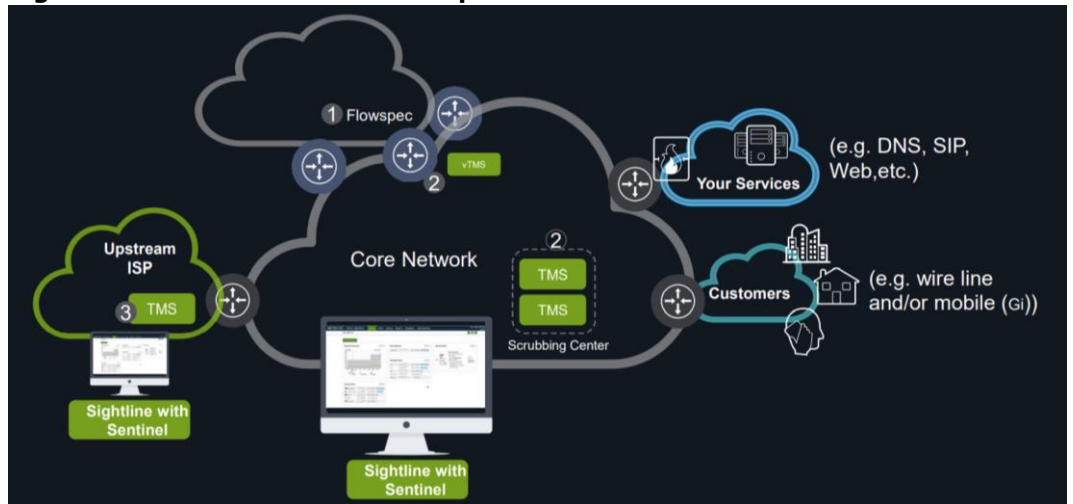 1 Flowspec
2
vTMS
Upstream
ISP
3 TMS
Core Network
2
TMS
TMS
Scrubbing Center
Your Services
(e.g. DNS, SIP,
Web,etc.)
Customers
(e.g. wire line
and/or mobile (Gi))
Sightline with
Sentinel
Sightline with
Sentinel